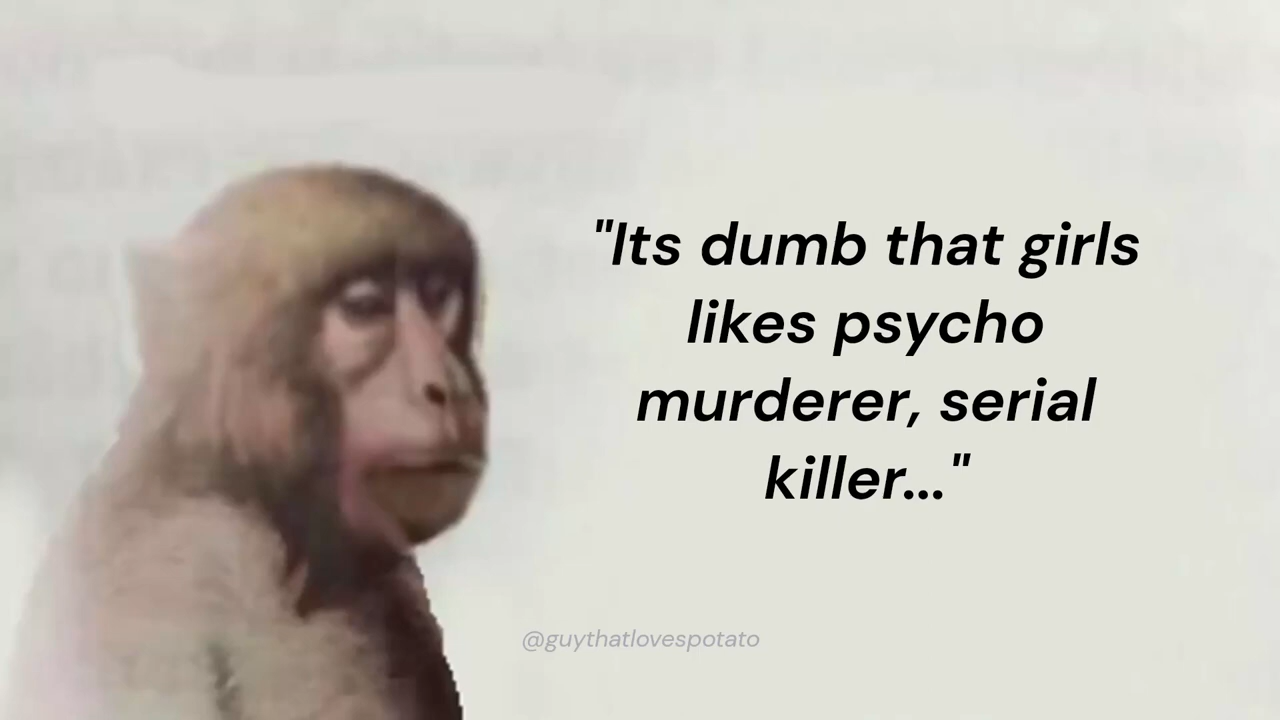 "Its dumb that girls
likes psycho
murderer, serial
killer..."
@guythatlovespotato